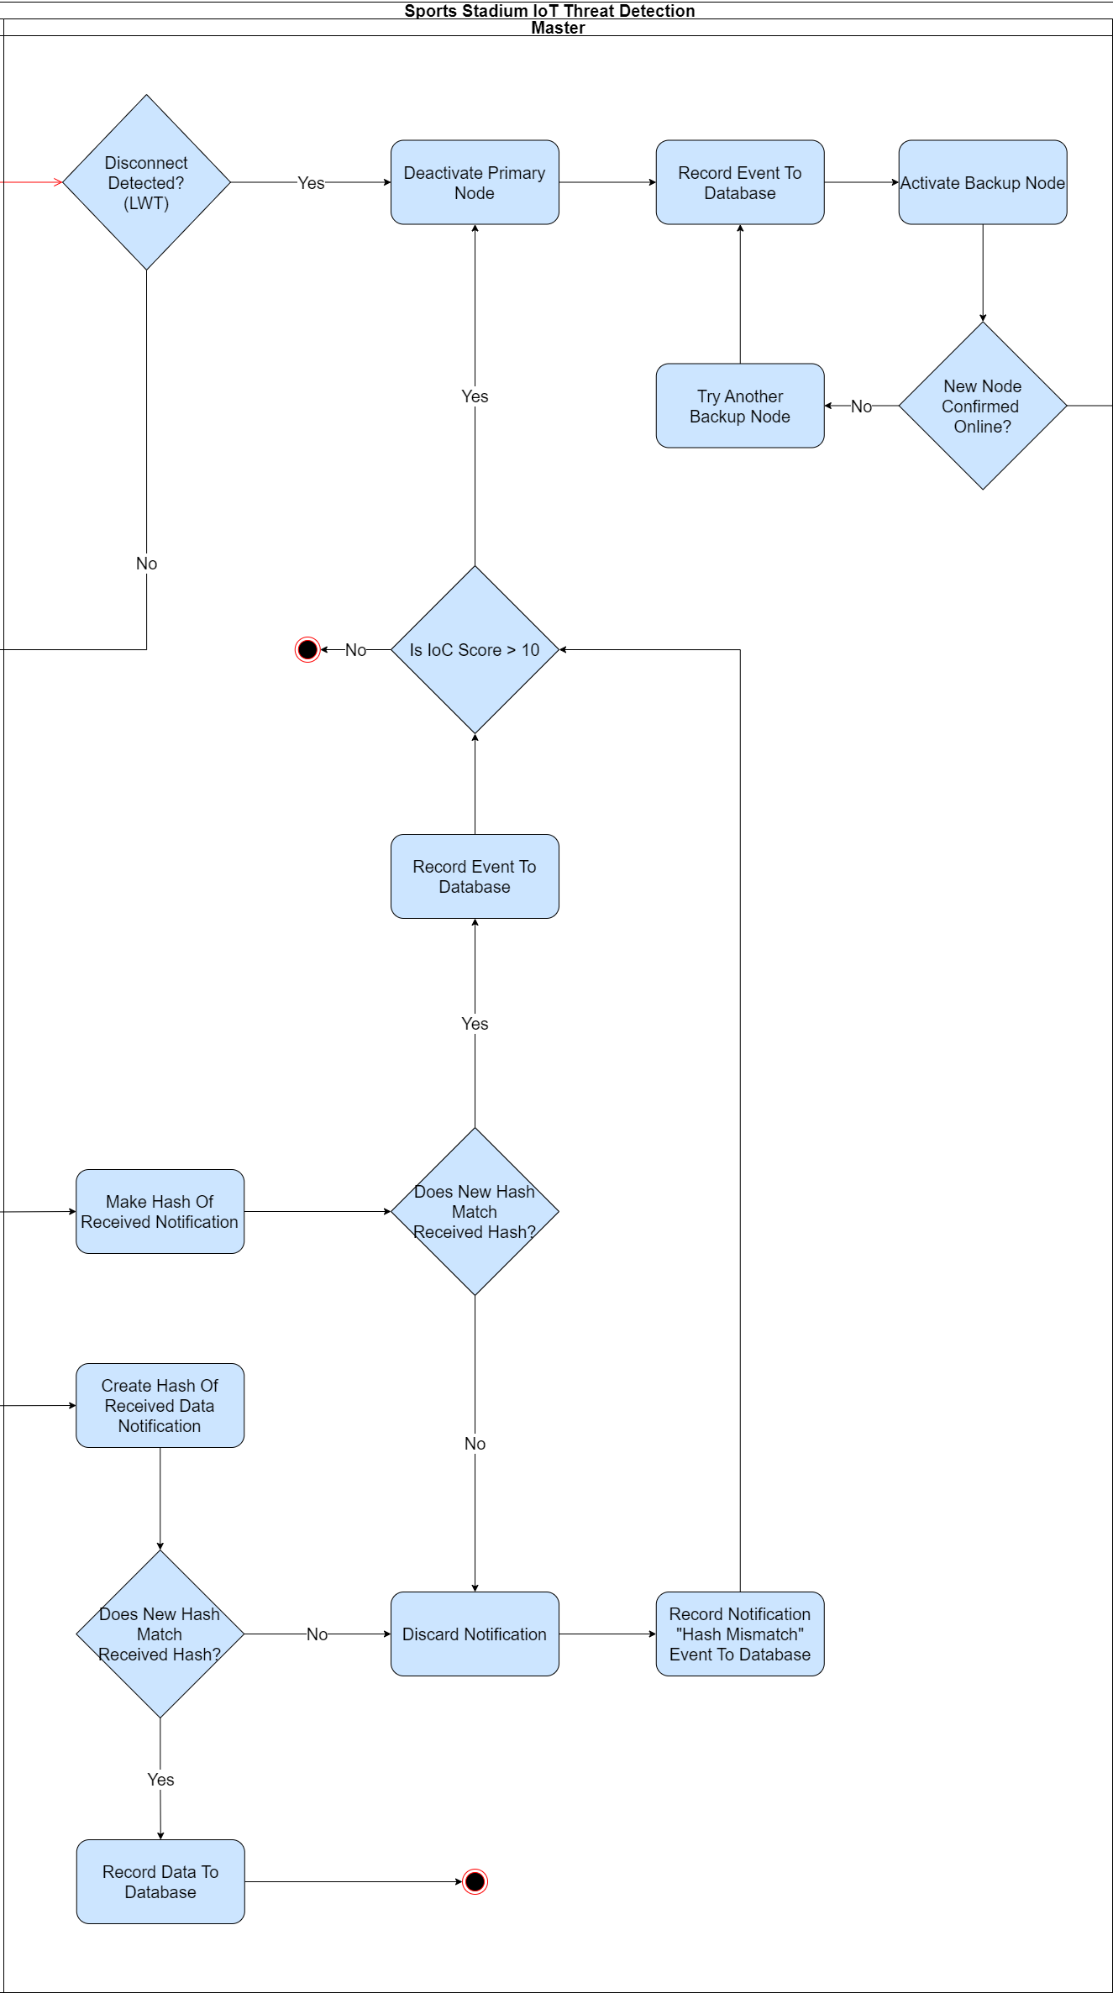 Sports Stadium IoT Threat Detection
Master
Disconnect
Detected?
(LWT)
Yes
Deactivate Primary
Node
Record Event To
Database
Activate Backup Node
Yes
Try Another
Backup Node
No
New Node
Confirmed
Online?
No
No
Is IoC Score > 10
Record Event To
Database
Yes
Make Hash Of
Received Notification
Does New Hash
Match
Received Hash?
Create Hash Of
Received Data
Notification
No
Does New Hash
Match
Received Hash?
No
Discard Notification
Record Notification
"Hash Mismatch"
Event To Database
Yes
Record Data To
Database